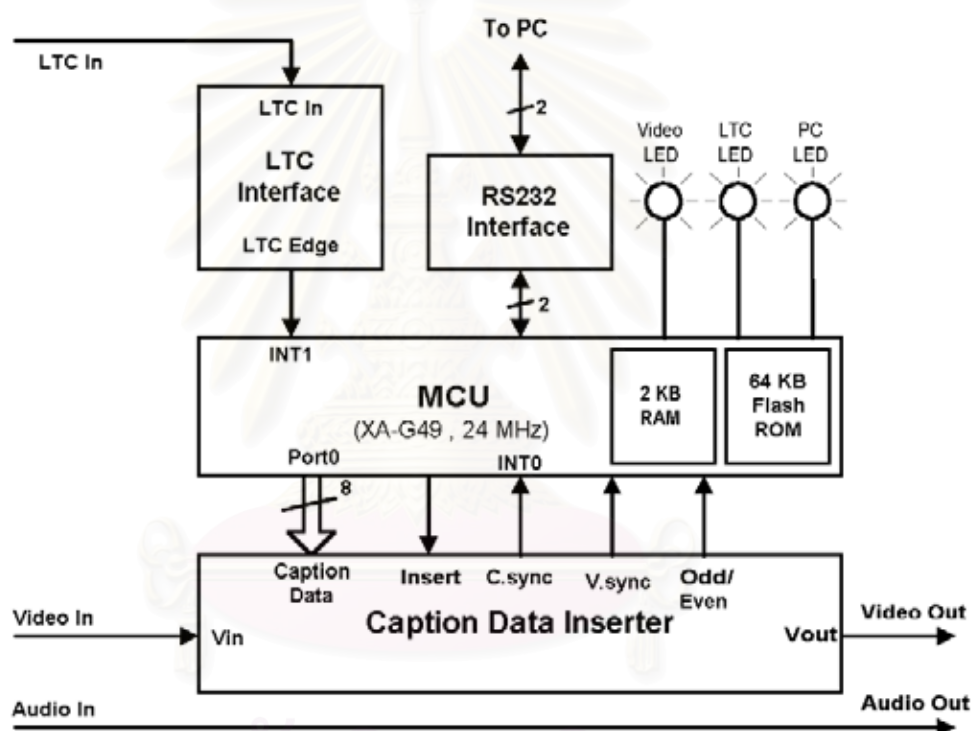 To PC
LTC In
2
LTC In
LTC
Interface
LTC Edge
RS232
Interface
Video
LED
LTC
LED
PC
LED
2
INT1
MCU
(XA-G49 , 24 MHz)
2 KB
RAM
64 KB
Flash
ROM
Port0
INT0
8
Caption
Data
Insert
C.sync
V.sync
Odd/
Even
Caption Data Inserter
Video In
Vin
Vout
Video Out
Audio In
Audio Out